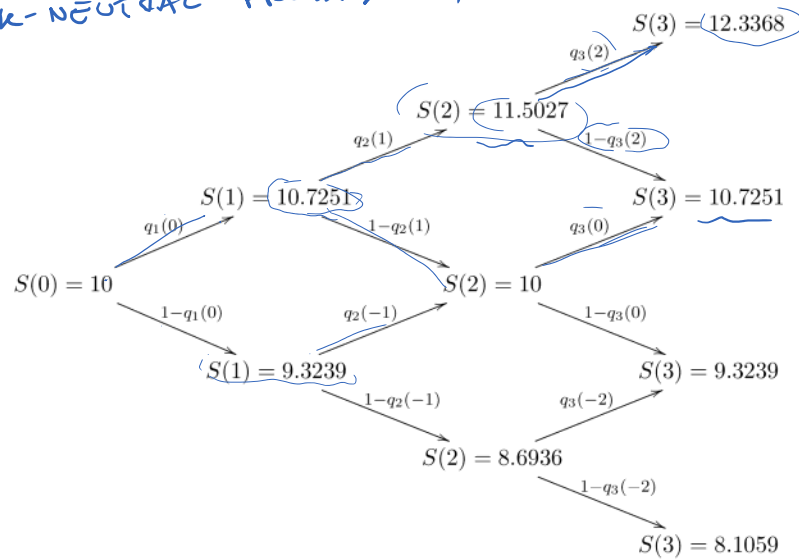 K-NEUTRAL
S(3) = 12.3368
q₃(2)
S(2) = 11.5027
q₂(1)
1−q₃(2)
S(1) = 10.7251
S(3) = 10.7251
q₁(0)
1−q₂(1)
q₃(0)
S(0) = 10
S(2) = 10
1−q₁(0)
q₂(−1)
1−q₃(0)
S(1) = 9.3239
S(3) = 9.3239
1−q₂(−1)
q₃(−2)
S(2) = 8.6936
1−q₃(−2)
S(3) = 8.1059